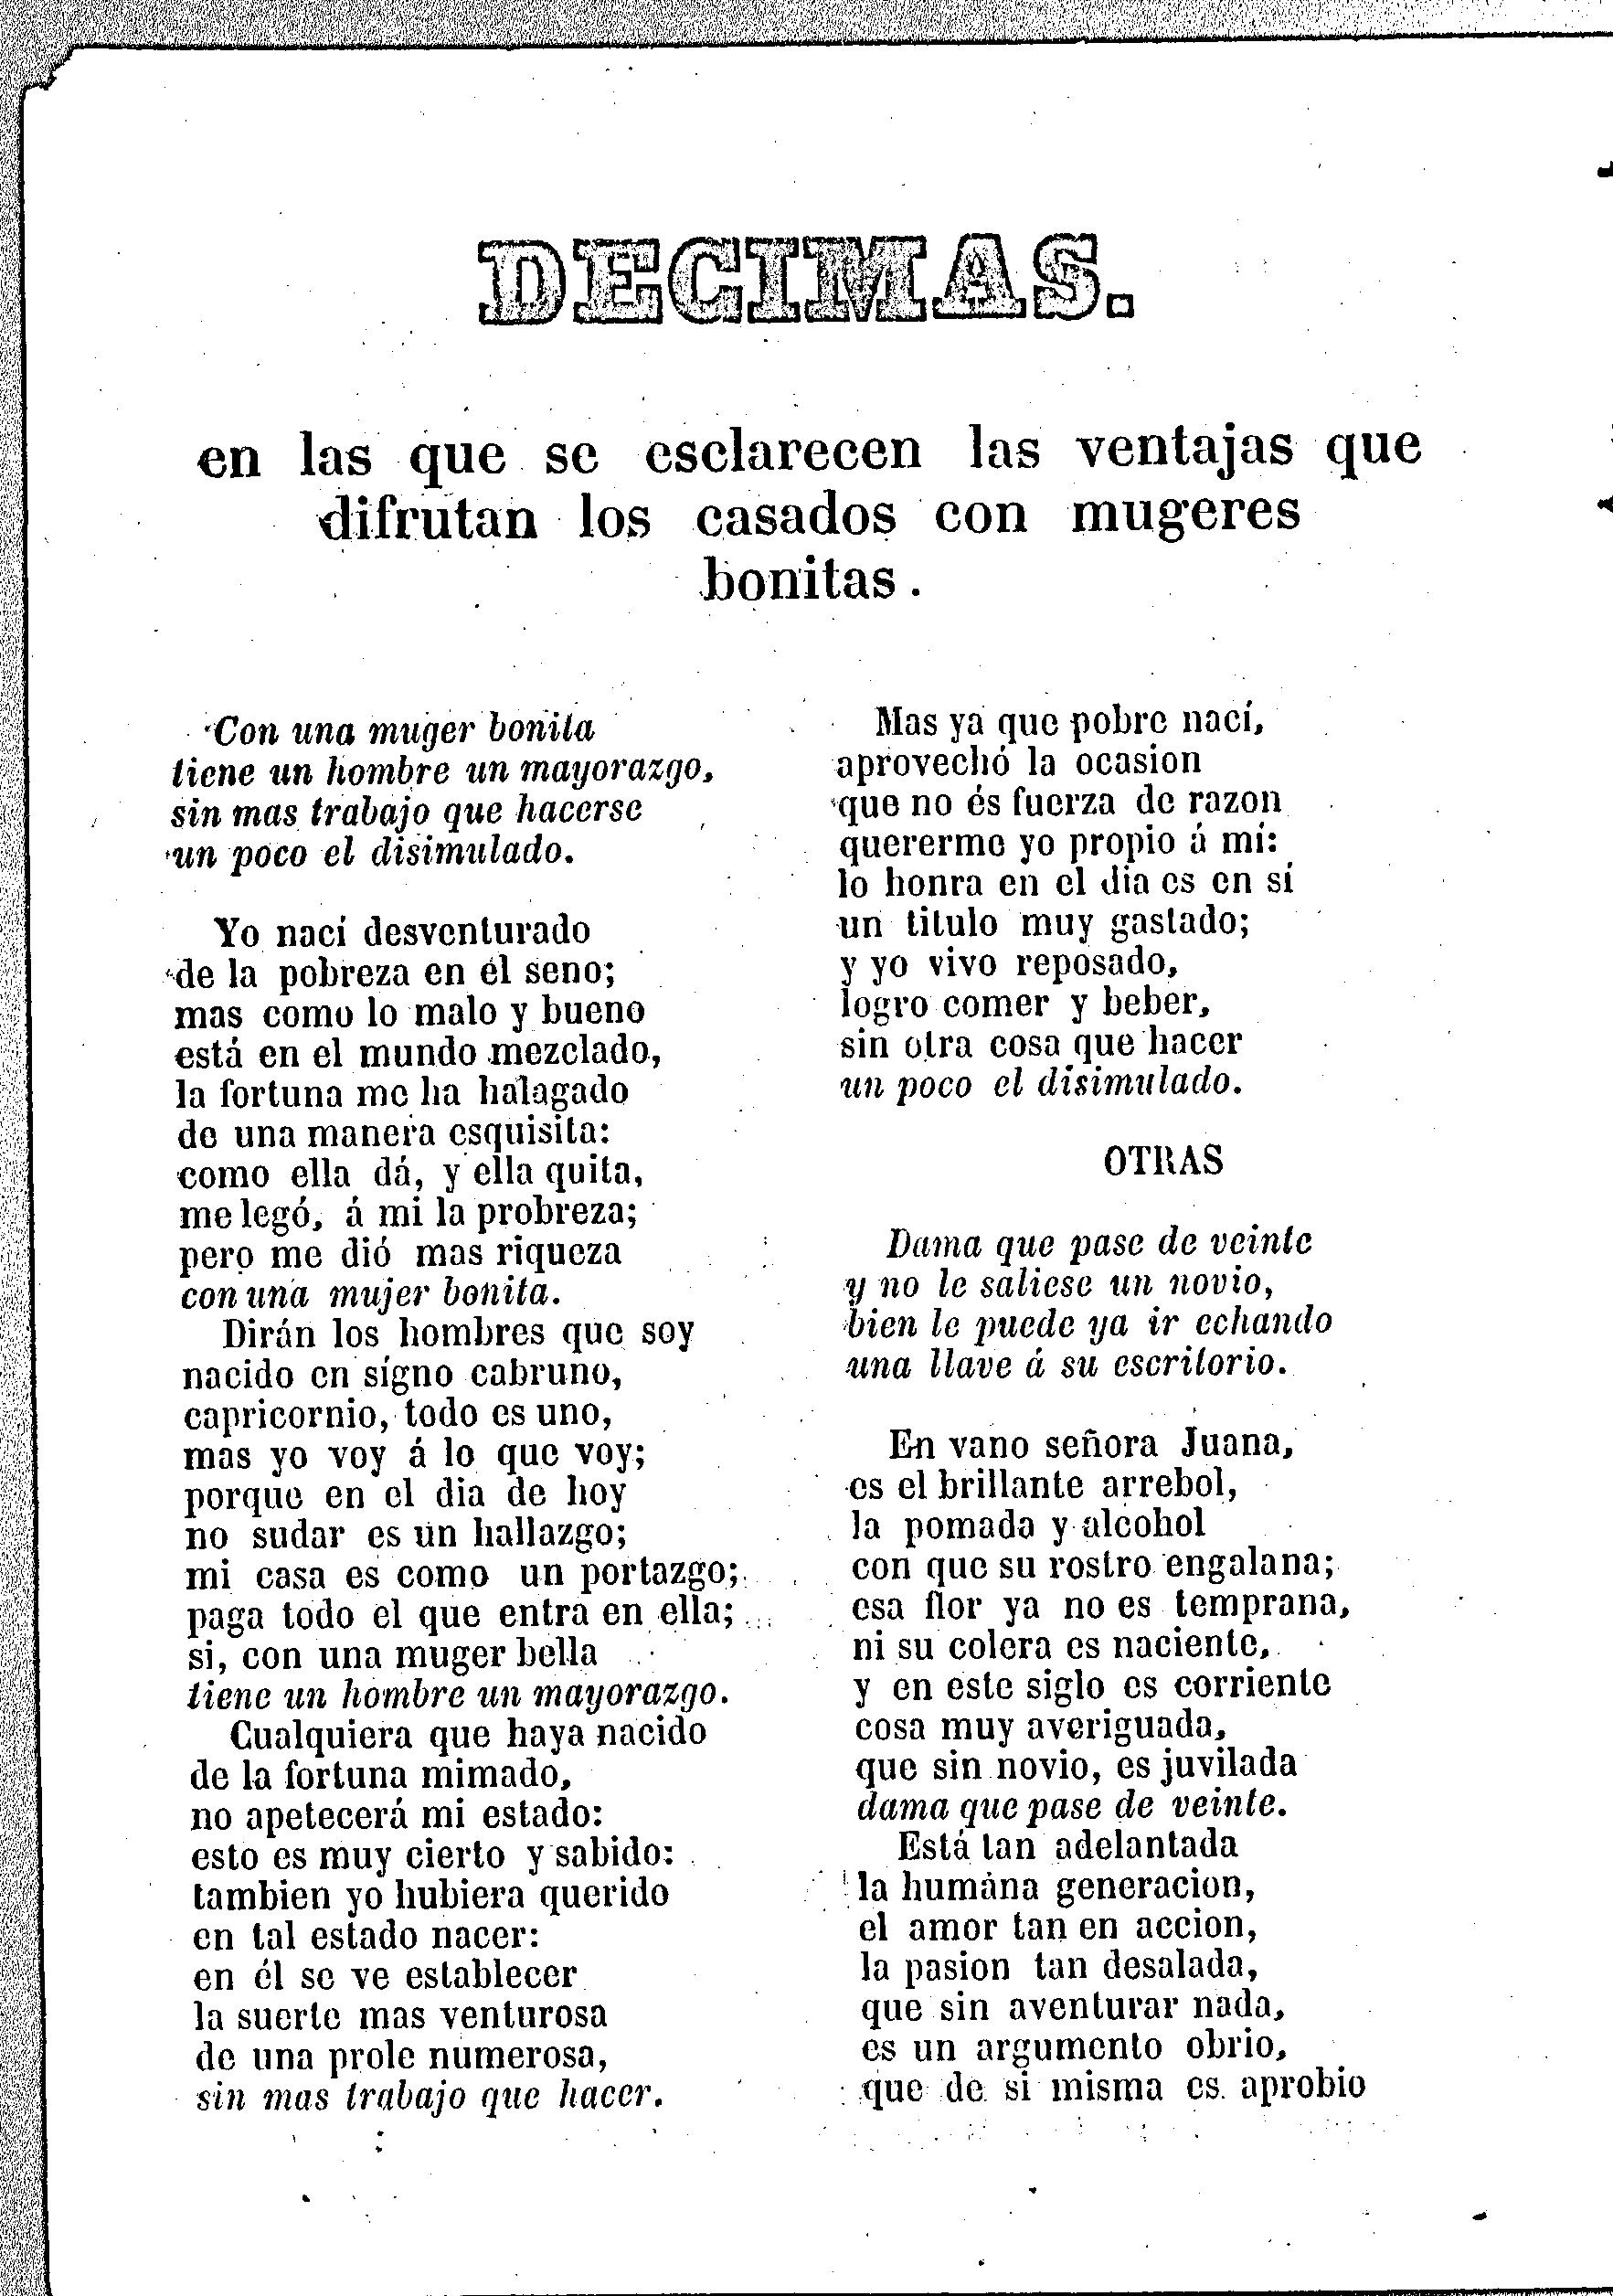 DECIMAS.
en las que se esclarecen las ventajas que
difrutan los casados con mugeres
bonitas.
Con una muger bonita
tiene un hombre un mayorazgo,
sin mas trabajo que hacerse
un poco el disimulado.
Yo nací desventurado
de la pobreza en el seno;
mas como lo malo y bueno
está en el mundo mezclado,
la fortuna me ha halagado
de una manera esquisita:
como ella dá, y ella quita,
me legó, á mi la probreza;
pero me dió mas riqueza
con una mujer bonita.
Dirán los hombres que soy
nacido en sígno cabruno,
capricornio, todo es uno,
mas yo voy á lo que voy;
porque en el dia de hoy
no sudar es un hallazgo;
mi casa es como un portazgo;
paga todo el que entra en ella;
si, con una muger bella
tiene un hombre un mayorazgo.
Cualquiera que haya nacido
de la fortuna mimado,
no apetecerá mi estado:
esto es muy cierto y sabido:
tambien yo hubiera querido
en tal estado nacer:
en él se ve establecer
la suerte mas venturosa
de una prole numerosa,
sin mas trabajo que hacer.
Mas ya que pobre nací,
aprovechó la ocasion
que no és fuerza de razon
quererme yo propio á mí:
lo honra en el dia es en sí
un titulo muy gastado;
y yo vivo reposado,
logro comer y beber,
sin otra cosa que hacer
un poco el disimulado.
OTRAS
Dama que pase de veinte
y no le saliese un novio,
bien le puede ya ir echando
una llave á su escritorio.
En vano señora Juana,
es el brillante arrebol,
la pomada y alcohol
con que su rostro engalana;
esa flor ya no es temprana,
ni su colera es naciente,
y en este siglo es corriente
cosa muy averiguada,
que sin novio, es juvilada
dama que pase de veinte.
Está tan adelantada
la humána generacion,
el amor tan en accion,
la pasion tan desalada,
que sin aventurar nada,
es un argumento obrio,
que de si misma es aprobio